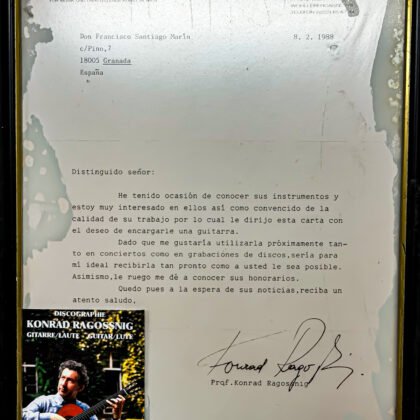 Don Francisco Santiago Marín 8. 2. 1988
c/Pino,7
18005 Granada
España
Distinguido señor:
He tenido ocasión de conocer sus instrumentos y
estoy muy interesado en ellos así como convencido de la
calidad de su trabajo por lo cual le dirijo esta carta con
el deseo de encargarle una guitarra.
Dado que me gustaría utilizarla próximamente tan-
to en conciertos como en grabaciónes de discos,sería para
mí ideal recibirla tan pronto como a usted le sea posible.
Asimismo,le ruego me dé a conocer sus honorarios.
Quedo pues a la espera de sus noticias,reciba un
atento saludo,
Konrad Ragossnig
Prof.Konrad Ragossnig
DISCOGRAPHIE
KONRAD RAGOSSNIG
GITARRE/LAUTE - GUITAR/LUTE